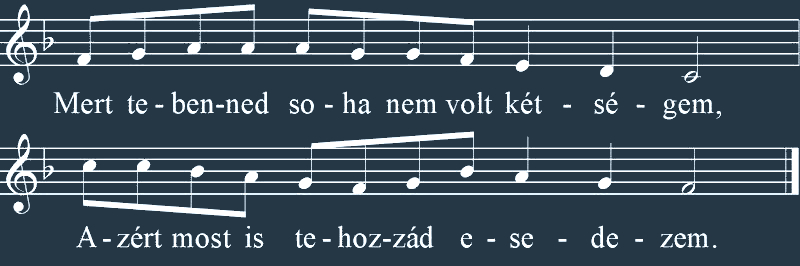 Mert te - ben-ned so - ha nem volt két - sé - gem,
A - zért most is te - hoz-zád e - se - de - zem.